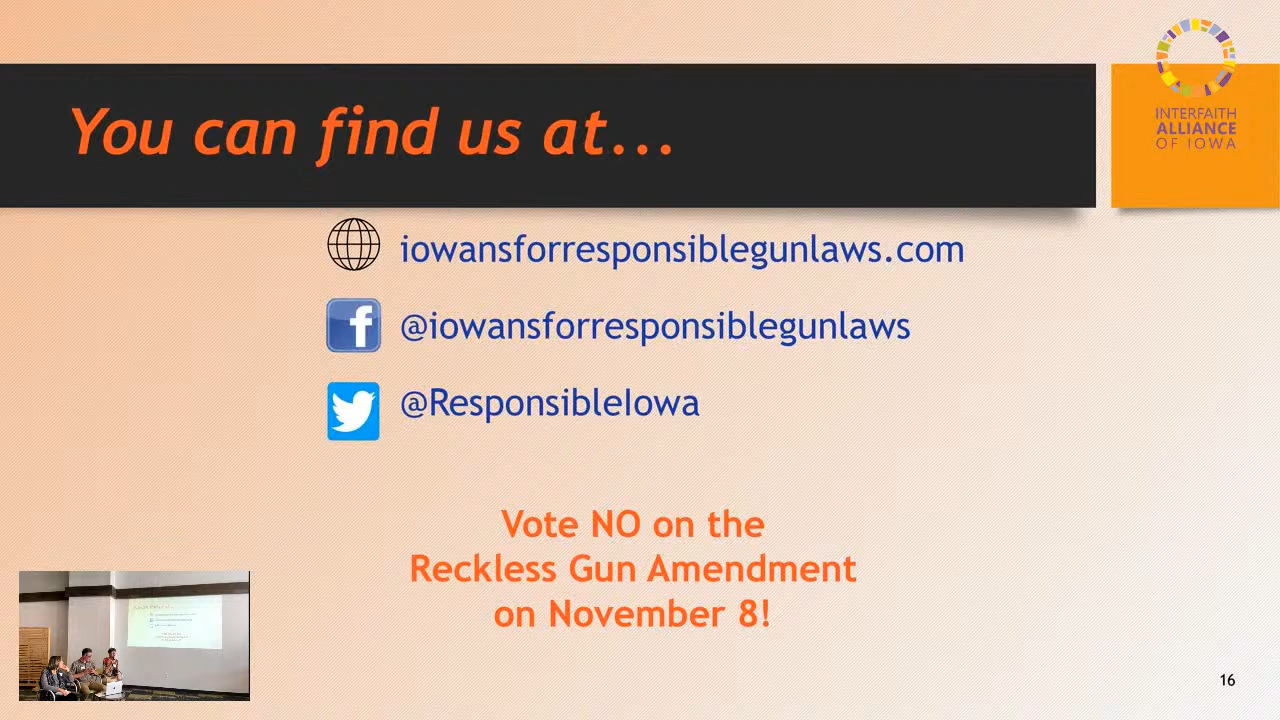 You can find us at...
INTERFAITH
ALLIANCE
OF IOWA
iowansforresponsiblegunlaws.com
@iowansforresponsiblegunlaws
@ResponsibleIowa
Vote NO on the
Reckless Gun Amendment
on November 8!
16